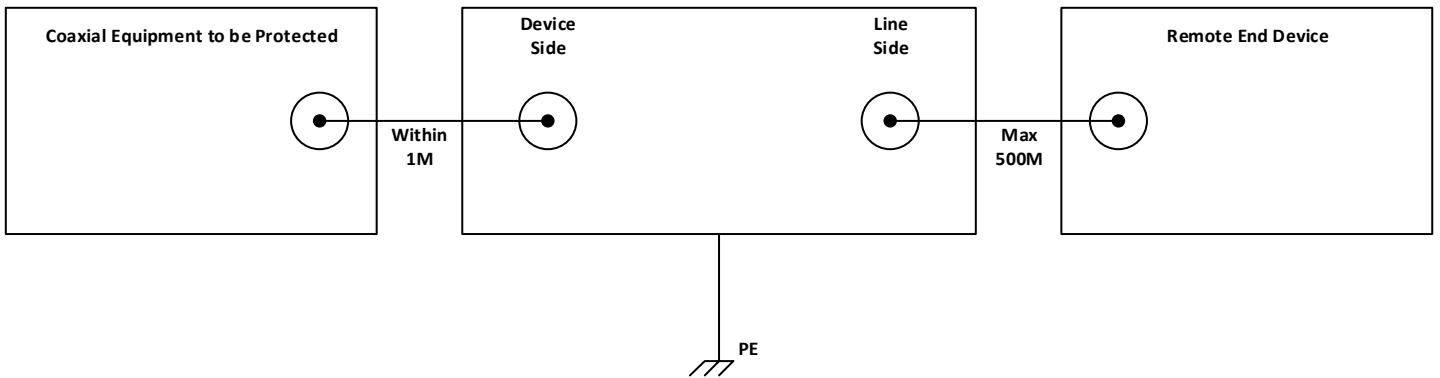 Coaxial Equipment to be Protected
Device
Side
Line
Side
Remote End Device
Within
1M
Max
500M
PE